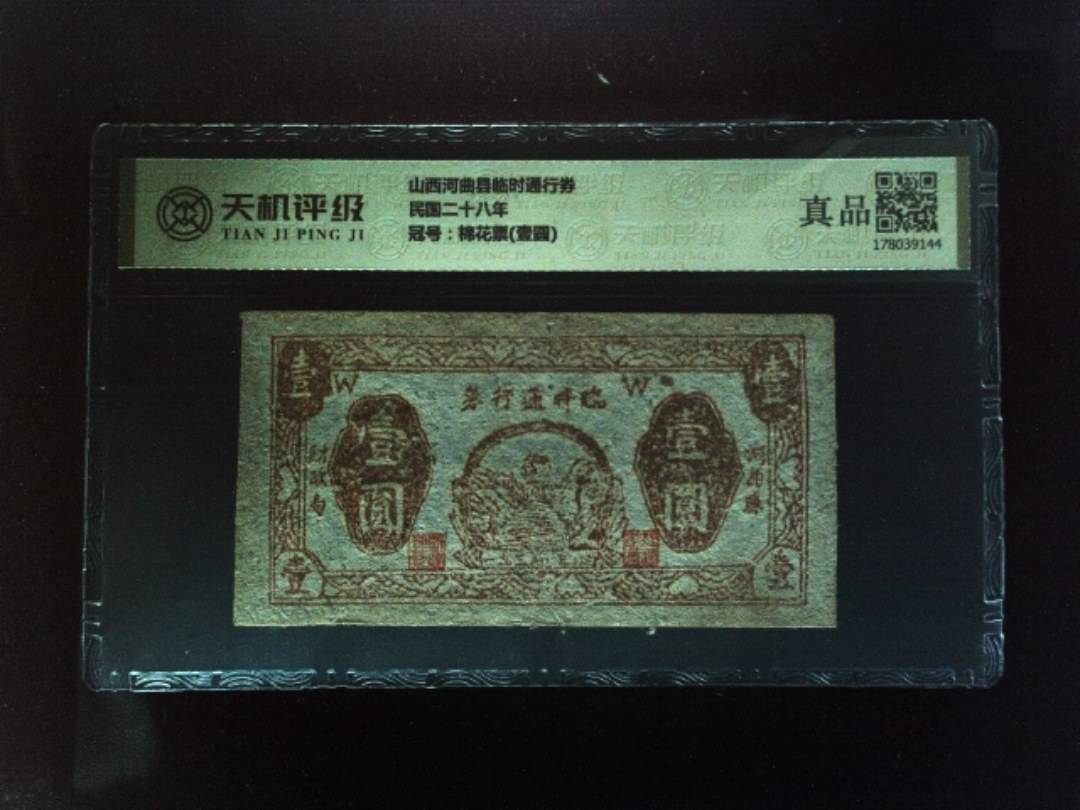 天机评级
TIAN JI PING JI
山西河曲县临时通行券
民国二十八年
冠号：棉花票(壹圆)
真品
178039144
壹 W W 壹
券行通时临
壹圓
壹圓
壹
壹